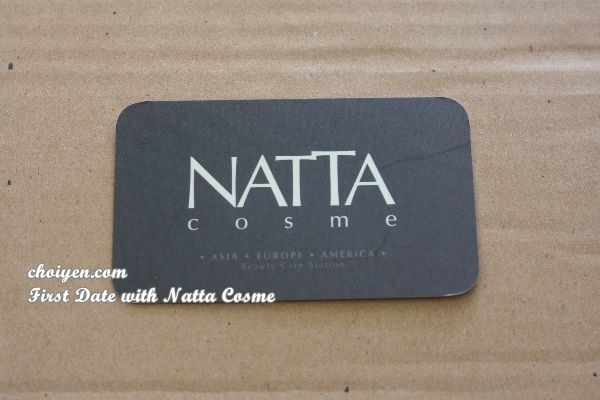 NATTA
cosme
• ASIA • EUROPE • AMERICA •
Beauty Care Station
choiyen.com
First Date with Natta Cosme